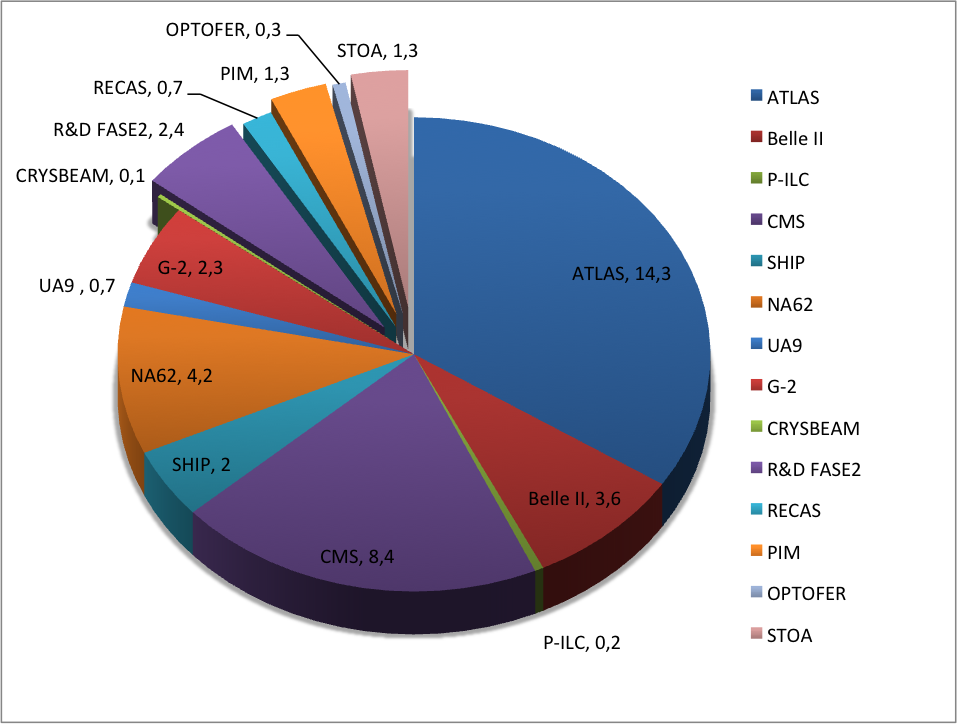 OPTOFER, 0,3
STOA, 1,3
PIM, 1,3
RECAS, 0,7
R&D FASE2, 2,4
CRYSBEAM, 0,1
G-2, 2,3
UA9 , 0,7
NA62, 4,2
SHIP, 2
CMS, 8,4
P-ILC, 0,2
Belle II, 3,6
ATLAS, 14,3
ATLAS
Belle II
P-ILC
CMS
SHIP
NA62
UA9
G-2
CRYSBEAM
R&D FASE2
RECAS
PIM
OPTOFER
STOA